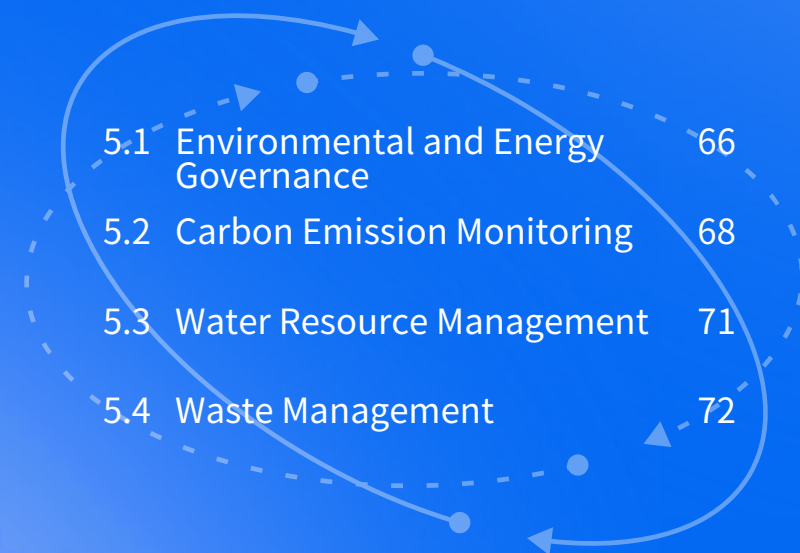 5.1 Environmental and Energy 66
Governance
5.2 Carbon Emission Monitoring 68
5.3 Water Resource Management 71
5.4 Waste Management 72